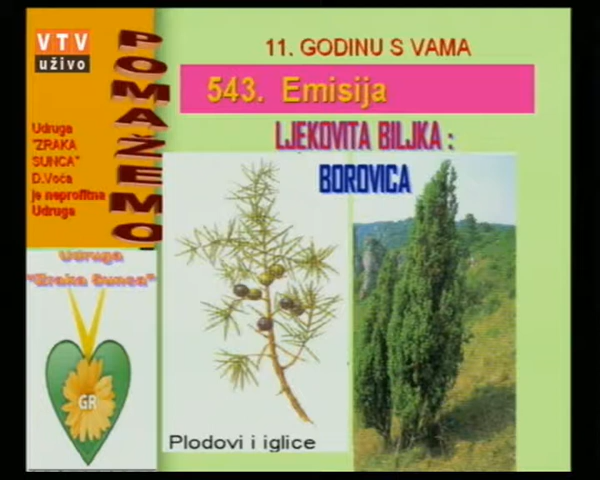 VTV
uživo
POMAŽEMO
Udruga
"ZRAKA
SUNCA"
D.Voća
je neprofitna
Udruga
Udruga
"Zraka Sunca"
GR
11. GODINU S VAMA
543. Emisija
LJEKOVITA BILJKA :
BOROVICA
Plodovi i iglice